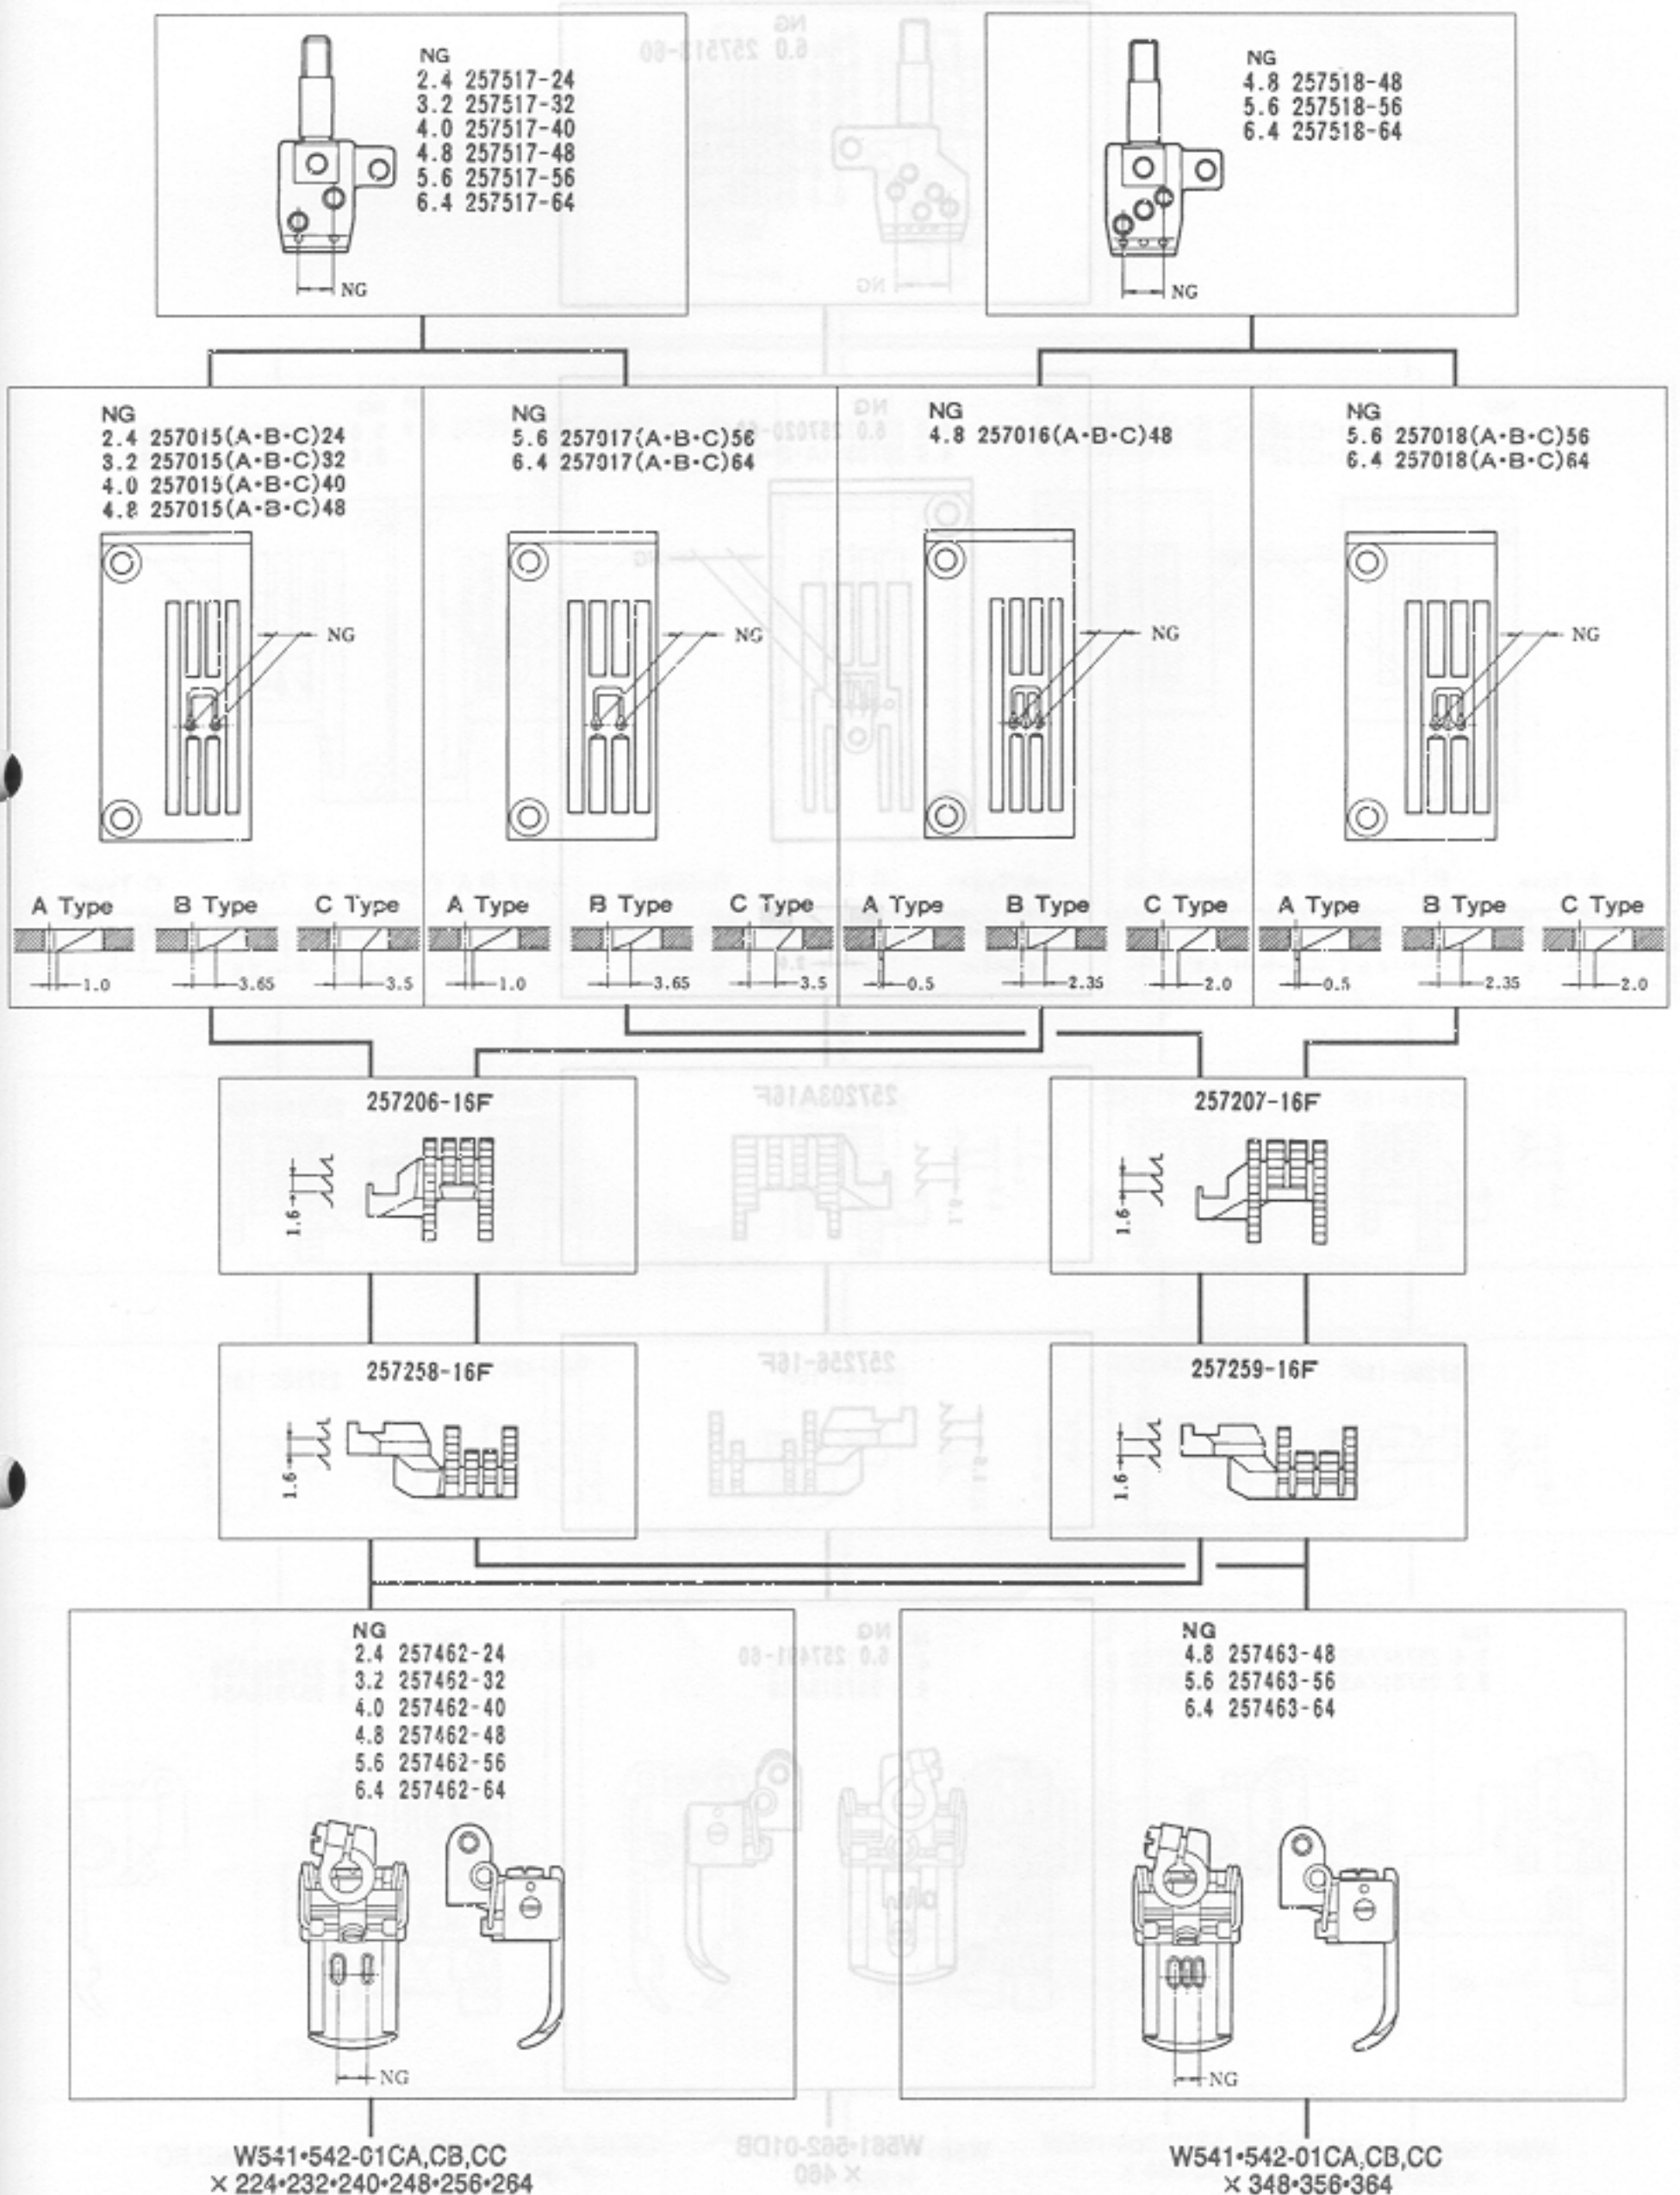 NG
2.4 257517-24
3.2 257517-32
4.0 257517-40
4.8 257517-48
5.6 257517-56
6.4 257517-64
NG
NG
4.8 257518-48
5.6 257518-56
6.4 257518-64
NG
NG
2.4 257015(A•B•C)24
3.2 257015(A•B•C)32
4.0 257015(A•B•C)40
4.8 257015(A•B•C)48
NG
A Type B Type C Type
1.0 3.65 3.5
NG
5.6 257017(A•B•C)56
6.4 257017(A•B•C)64
NG
A Type B Type C Type
1.0 3.65 3.5
NG
4.8 257016(A•B•C)48
NG
A Type B Type C Type
0.5 2.35 2.0
NG
5.6 257018(A•B•C)56
6.4 257018(A•B•C)64
NG
A Type B Type C Type
0.5 2.35 2.0
257206-16F
1.6
257207-16F
1.6
257258-16F
1.6
257259-16F
1.6
NG
2.4 257462-24
3.2 257462-32
4.0 257462-40
4.8 257462-48
5.6 257462-56
6.4 257462-64
NG
NG
4.8 257463-48
5.6 257463-56
6.4 257463-64
NG
W541•542-01CA,CB,CC
× 224•232•240•248•256•264
W541•542-01CA,CB,CC
× 348•356•364